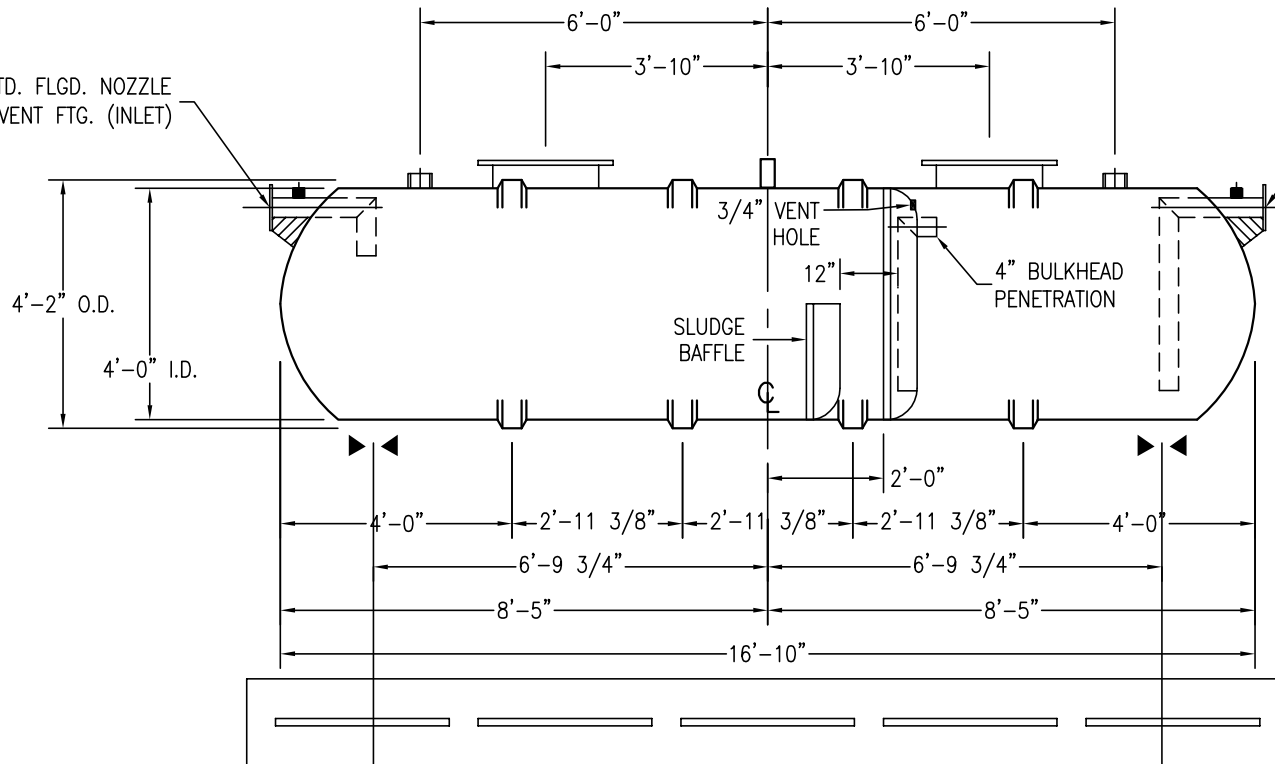 6'-0" 6'-0"
3'-10" 3'-10"
TD. FLGD. NOZZLE
VENT FTG. (INLET)
3/4" VENT
HOLE
12"
4" BULKHEAD
PENETRATION
4'-2" O.D.
SLUDGE
BAFFLE
4'-0" I.D.
CL
2'-0"
4'-0" 2'-11 3/8" 2'-11 3/8" 2'-11 3/8" 4'-0"
6'-9 3/4" 6'-9 3/4"
8'-5" 8'-5"
16'-10"